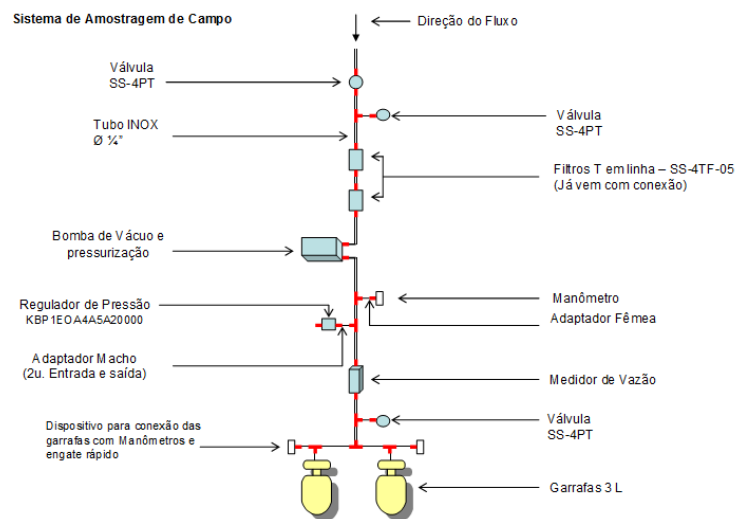 Sistema de Amostragem de Campo
Direção do Fluxo
Válvula
SS-4PT
Válvula
SS-4PT
Tubo INOX
Ø ¼"
Filtros T em linha – SS-4TF-05
(Já vem com conexão)
Bomba de Vácuo e
pressurização
Regulador de Pressão
KBP1EOA4A5A20000
Manômetro
Adaptador Fêmea
Adaptador Macho
(2u. Entrada e saída)
Medidor de Vazão
Dispositivo para conexão das
garrafas com Manômetros e
engate rápido
Válvula
SS-4PT
Garrafas 3 L